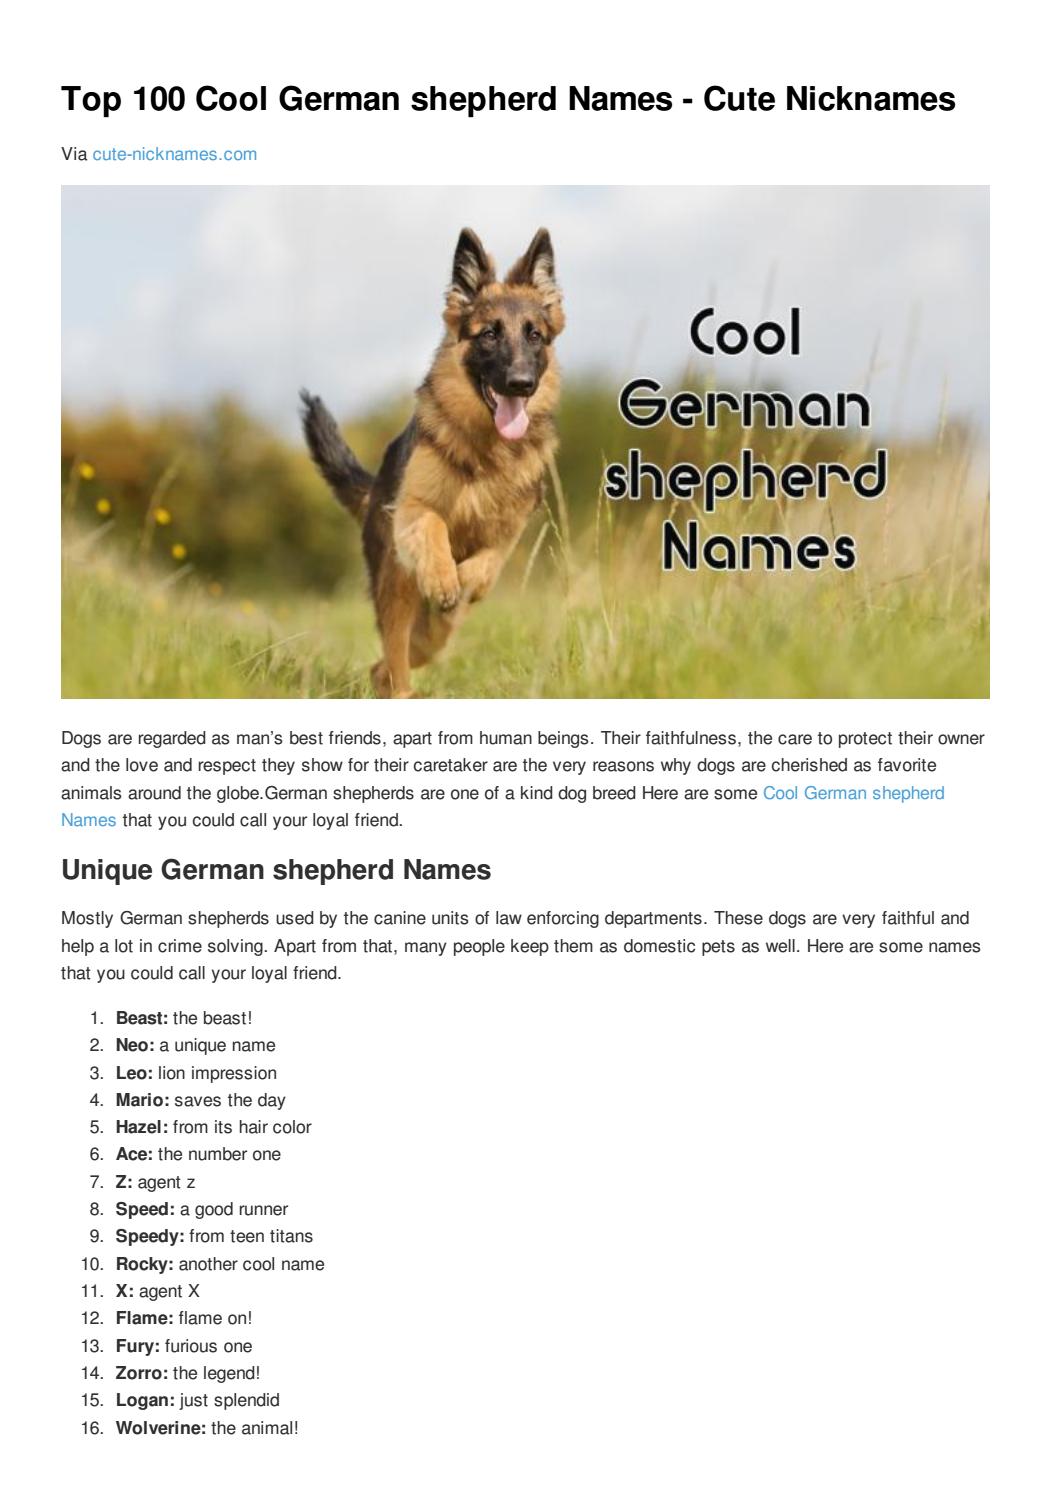 Top 100 Cool German shepherd Names - Cute Nicknames
Via cute-nicknames.com
Cool
German
shepherd
Names
Dogs are regarded as man’s best friends, apart from human beings. Their faithfulness, the care to protect their owner
and the love and respect they show for their caretaker are the very reasons why dogs are cherished as favorite
animals around the globe.German shepherds are one of a kind dog breed Here are some Cool German shepherd
Names that you could call your loyal friend.
Unique German shepherd Names
Mostly German shepherds used by the canine units of law enforcing departments. These dogs are very faithful and
help a lot in crime solving. Apart from that, many people keep them as domestic pets as well. Here are some names
that you could call your loyal friend.
1. Beast: the beast!
2. Neo: a unique name
3. Leo: lion impression
4. Mario: saves the day
5. Hazel: from its hair color
6. Ace: the number one
7. Z: agent z
8. Speed: a good runner
9. Speedy: from teen titans
10. Rocky: another cool name
11. X: agent X
12. Flame: flame on!
13. Fury: furious one
14. Zorro: the legend!
15. Logan: just splendid
16. Wolverine: the animal!